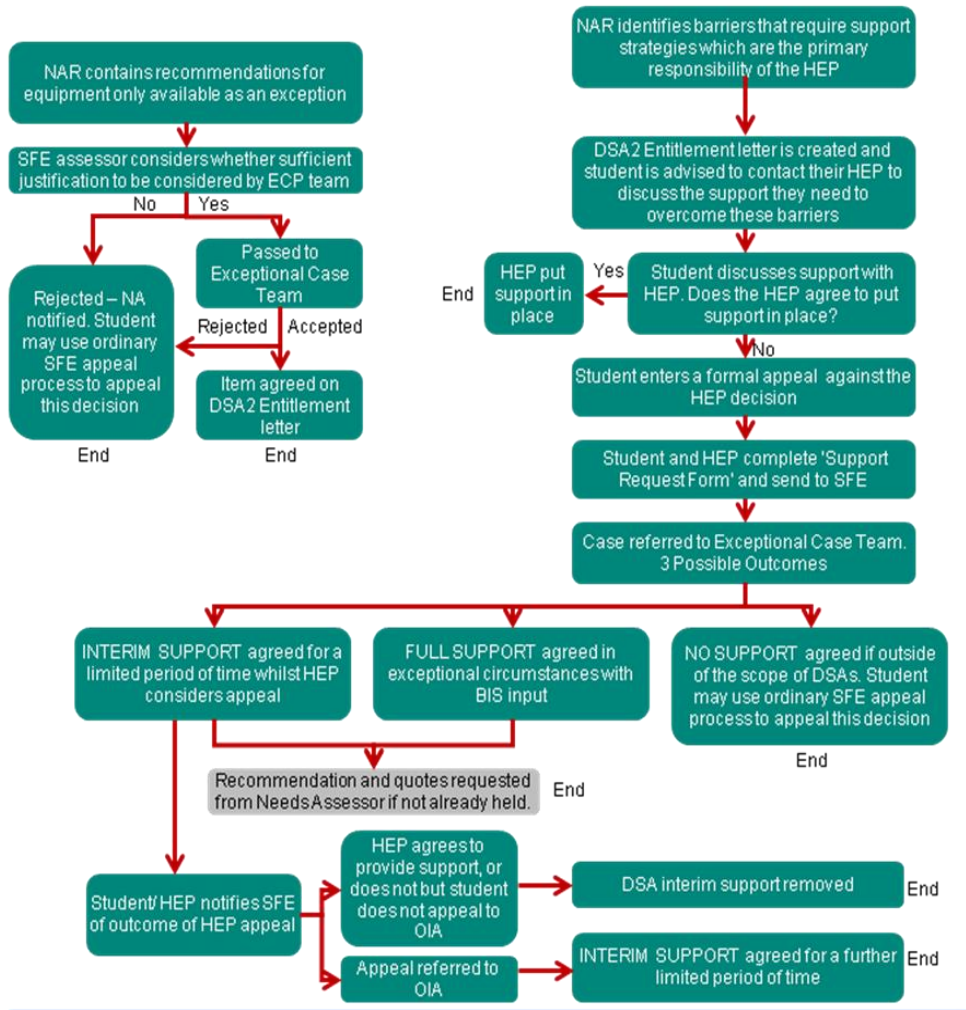 NAR contains recommendations for
equipment only available as an exception
SFE assessor considers whether sufficient
justification to be considered by ECP team
No
Yes
Passed to
Exceptional Case
Team
Rejected – NA
notified. Student
may use ordinary
SFE appeal
process to appeal
this decision
Rejected
Accepted
Item agreed on
DSA2 Entitlement
letter
End
End
NAR identifies barriers that require support
strategies which are the primary
responsibility of the HEP
DSA2 Entitlement letter is created and
student is advised to contact their HEP to
discuss the support they need to
overcome these barriers
Student discusses support with
HEP. Does the HEP agree to put
support in place?
Yes
HEP put
support in
place
End
No
Student enters a formal appeal against the
HEP decision
Student and HEP complete 'Support
Request Form' and send to SFE
Case referred to Exceptional Case Team.
3 Possible Outcomes
INTERIM SUPPORT agreed for a
limited period of time whilst HEP
considers appeal
FULL SUPPORT agreed in
exceptional circumstances with
BIS input
NO SUPPORT agreed if outside
of the scope of DSAs. Student
may use ordinary SFE appeal
process to appeal this decision
End
Recommendation and quotes requested
from Needs Assessor if not already held.
End
Student/ HEP notifies SFE
of outcome of HEP appeal
HEP agrees to
provide support, or
does not but student
does not appeal to
OIA
DSA interim support removed
End
Appeal referred to
OIA
INTERIM SUPPORT agreed for a further
limited period of time
End